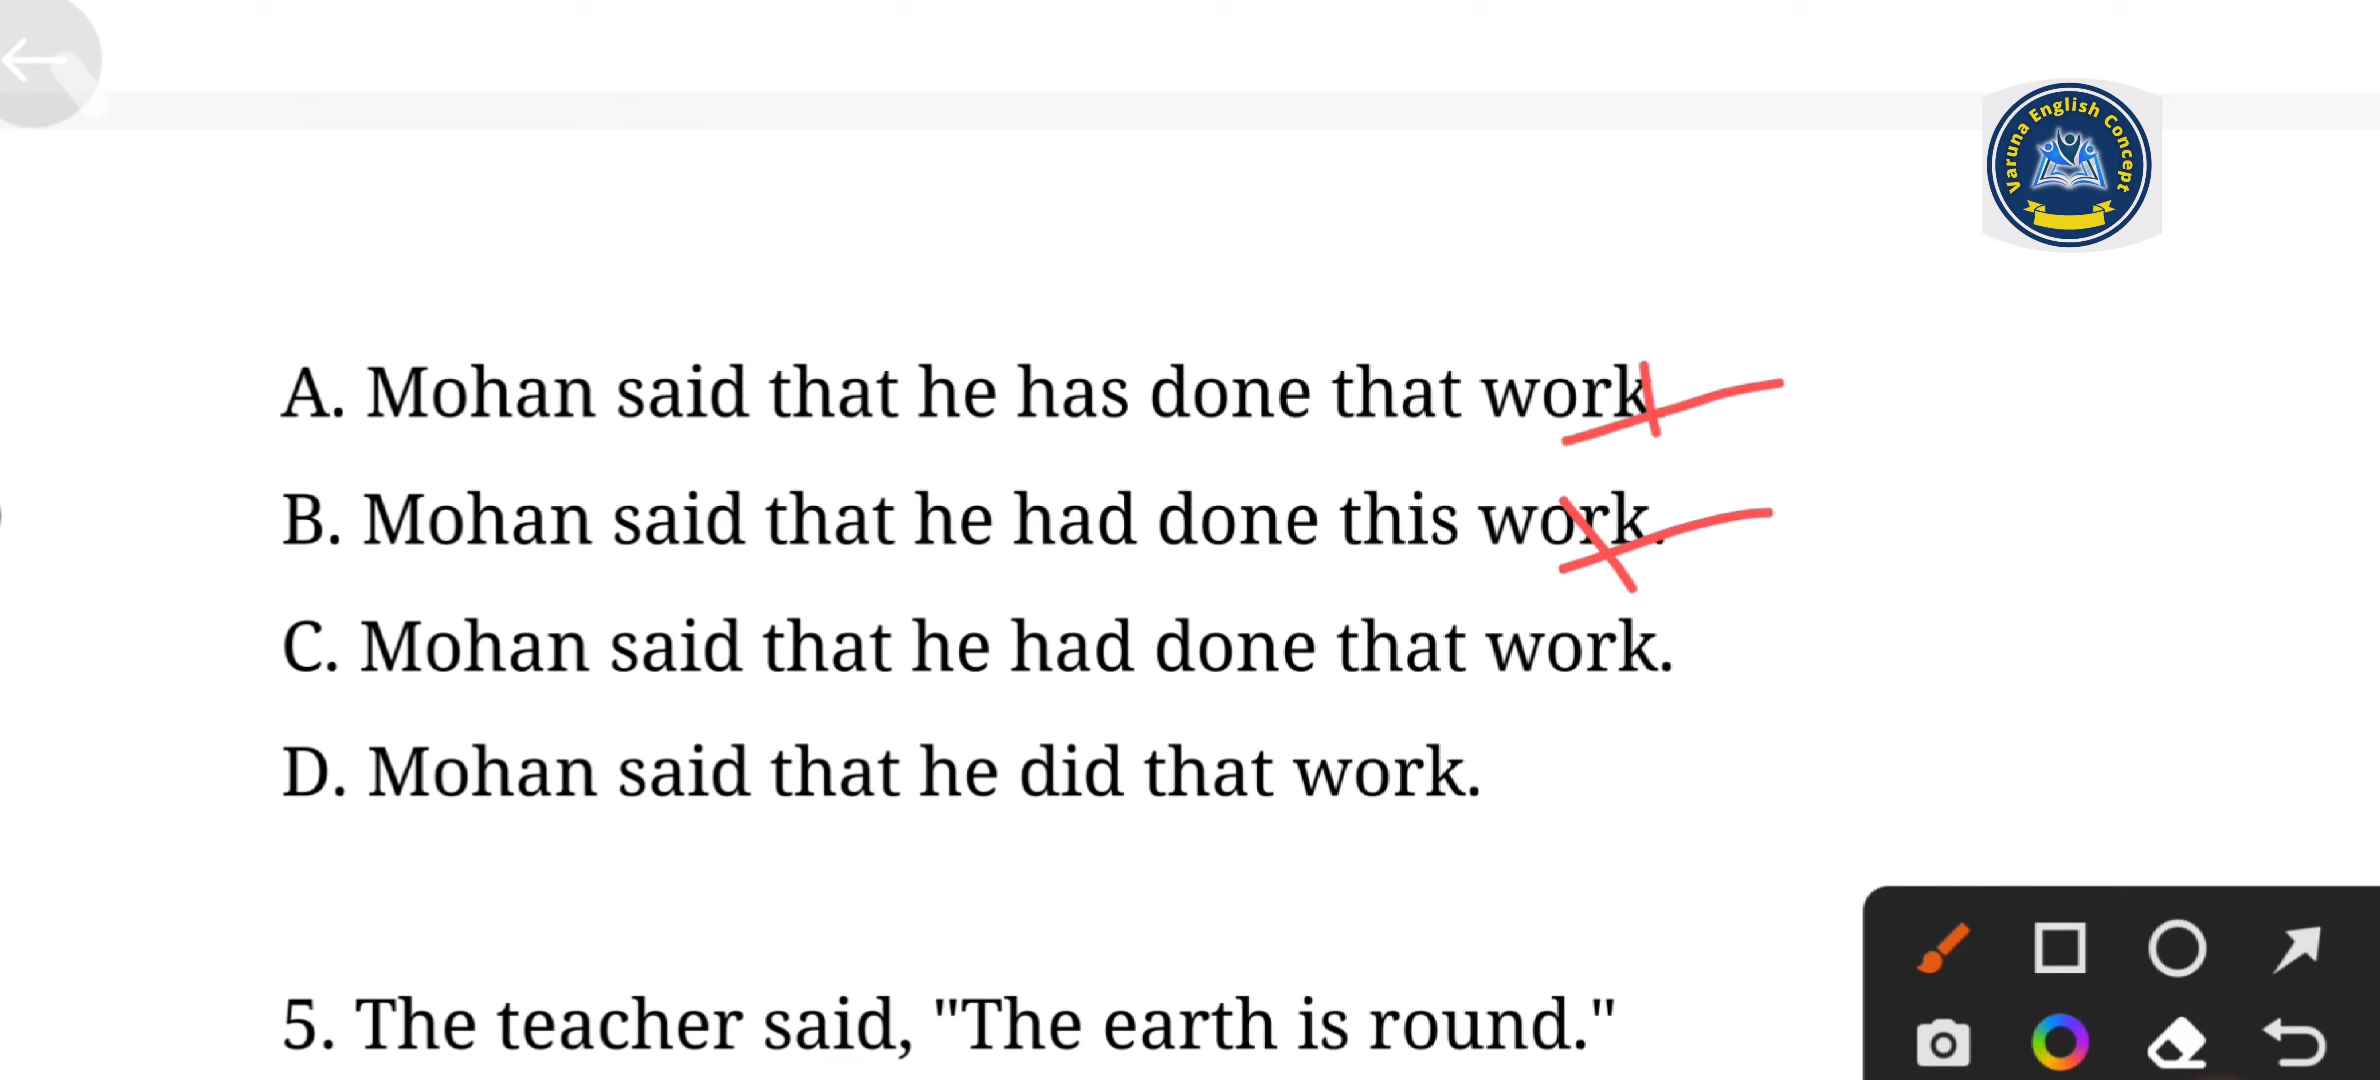 Varuna English Concept
A. Mohan said that he has done that work
B. Mohan said that he had done this work.
C. Mohan said that he had done that work.
D. Mohan said that he did that work.
5. The teacher said, "The earth is round."